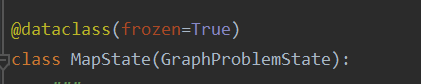 @dataclass(frozen=True)
class MapState(GraphProblemState):
"""